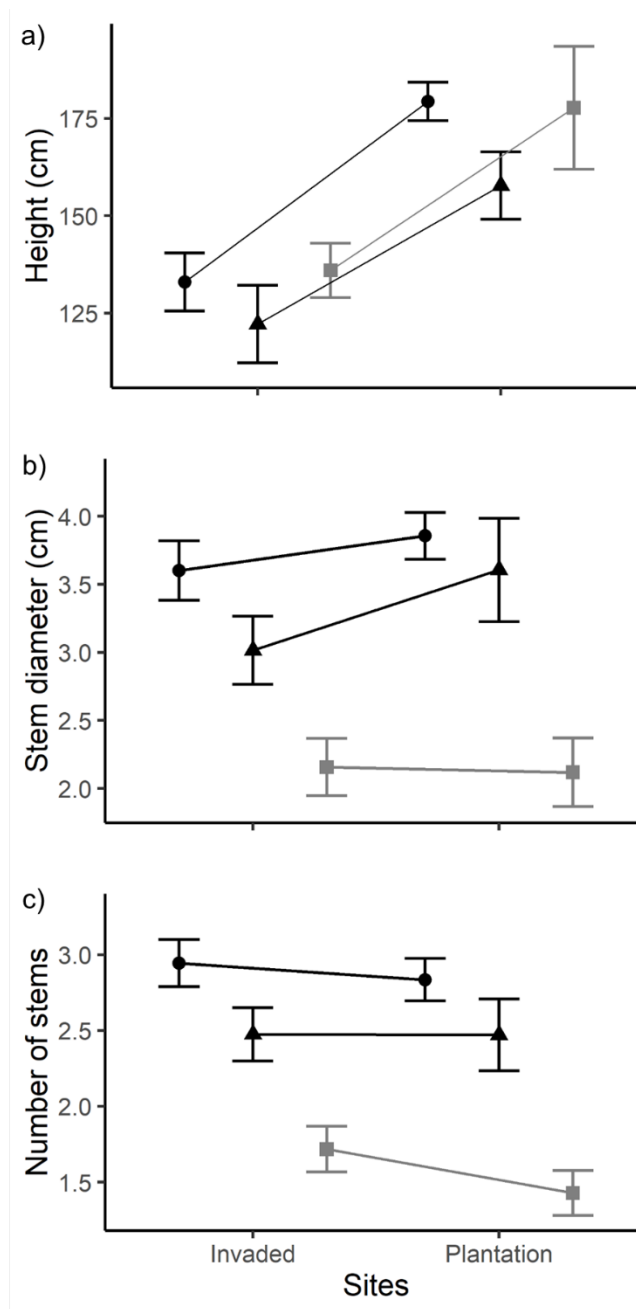 a)
Height (cm)
175
150
125
b)
Stem diameter (cm)
4.0
3.5
3.0
2.5
2.0
c)
Number of stems
3.0
2.5
2.0
1.5
Invaded
Plantation
Sites